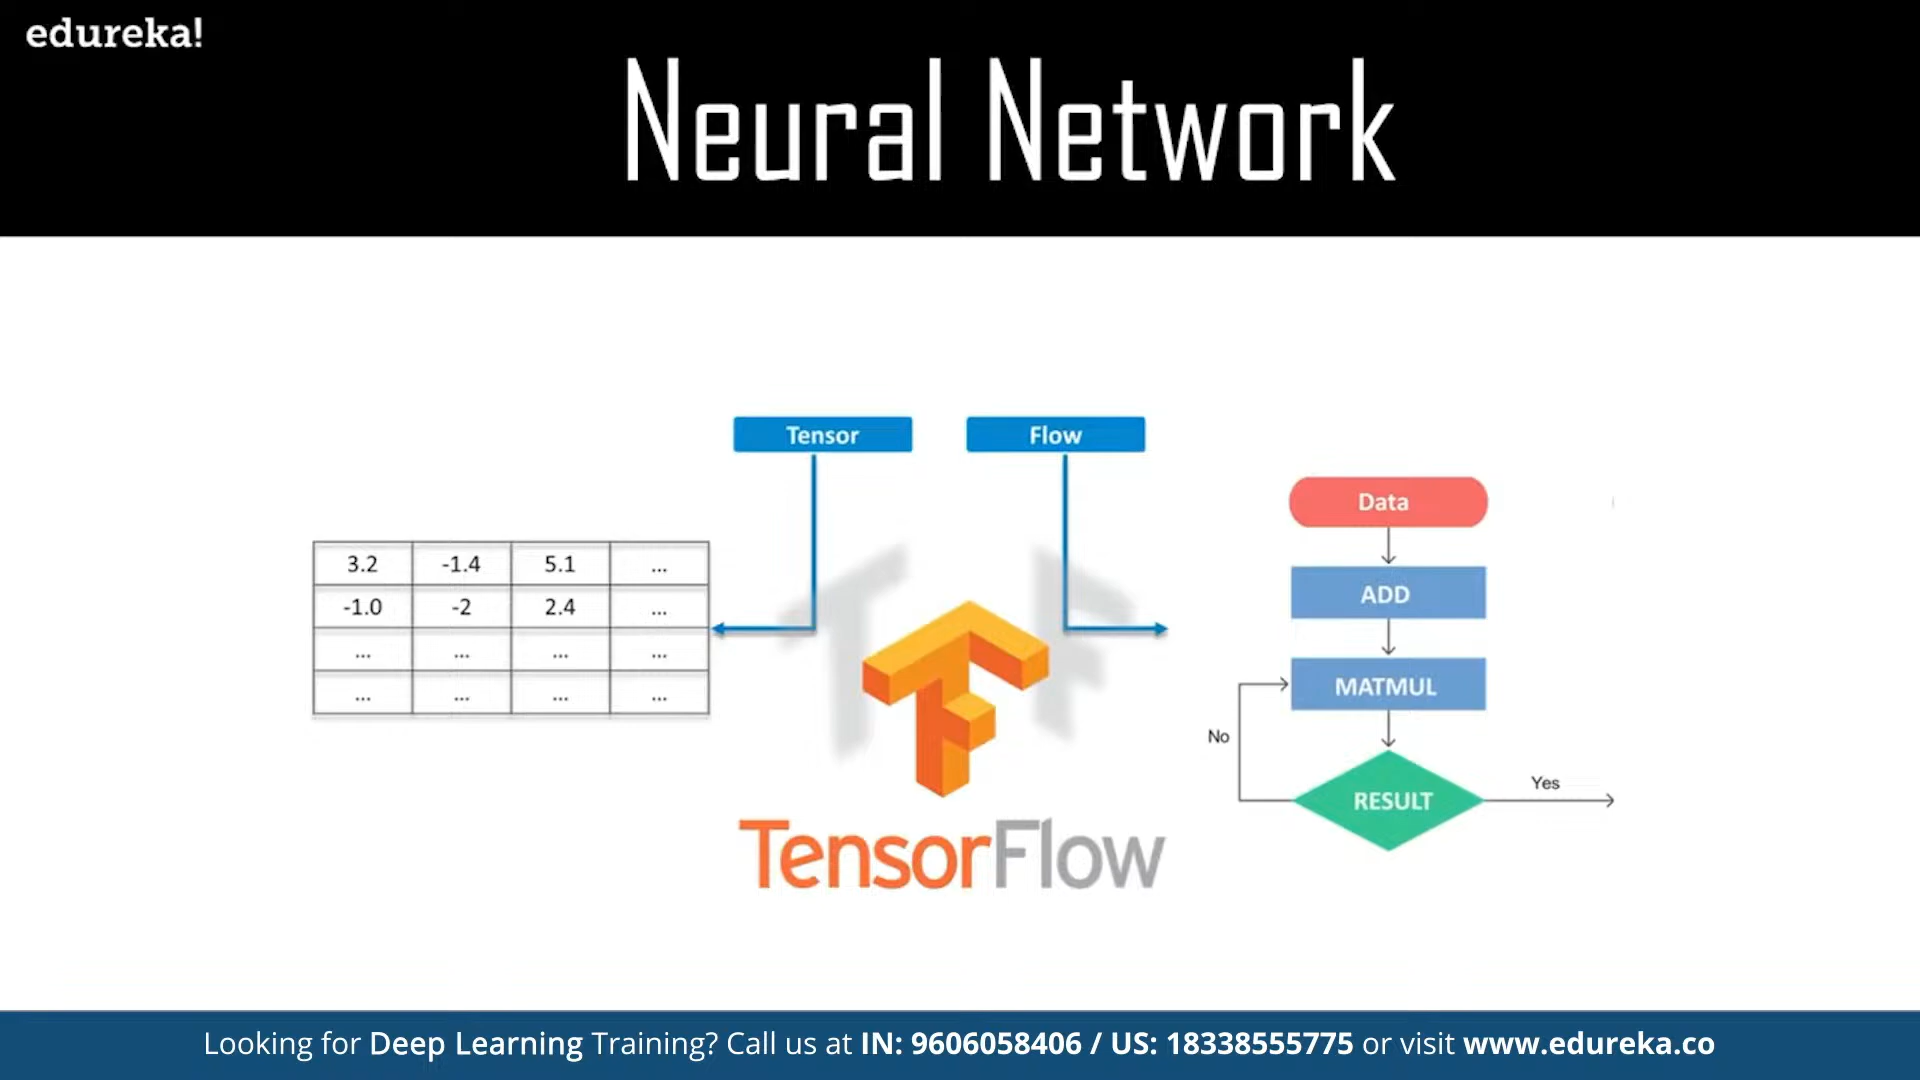 edureka!
Neural Network
Tensor
Flow
3.2 -1.4 5.1 ...
-1.0 -2 2.4 ...
... ... ... ...
... ... ... ...
TensorFlow
Data
ADD
MATMUL
No
RESULT
Yes
Looking for Deep Learning Training? Call us at IN: 9606058406 / US: 18338555775 or visit www.edureka.co